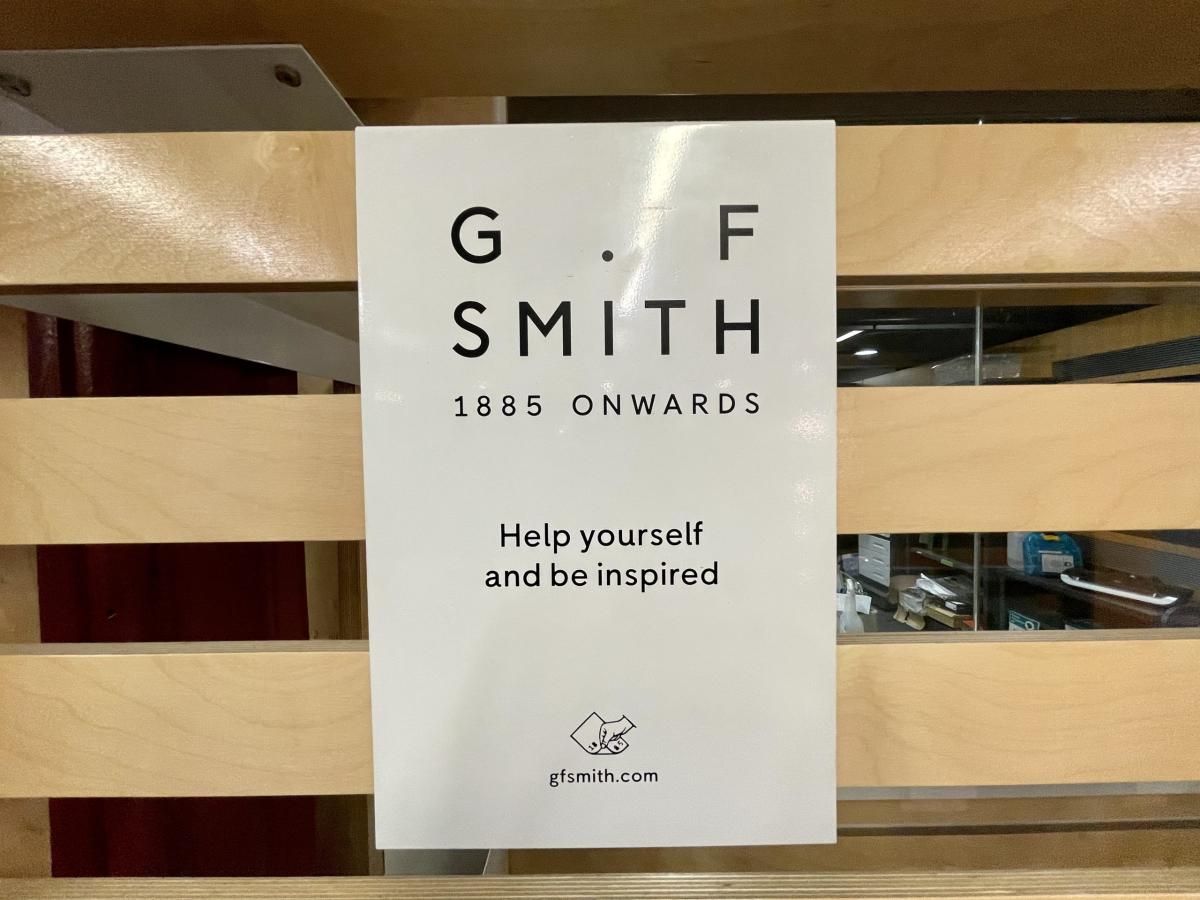 G . F
SMITH
1885 ONWARDS
Help yourself
and be inspired
gfsmith.com